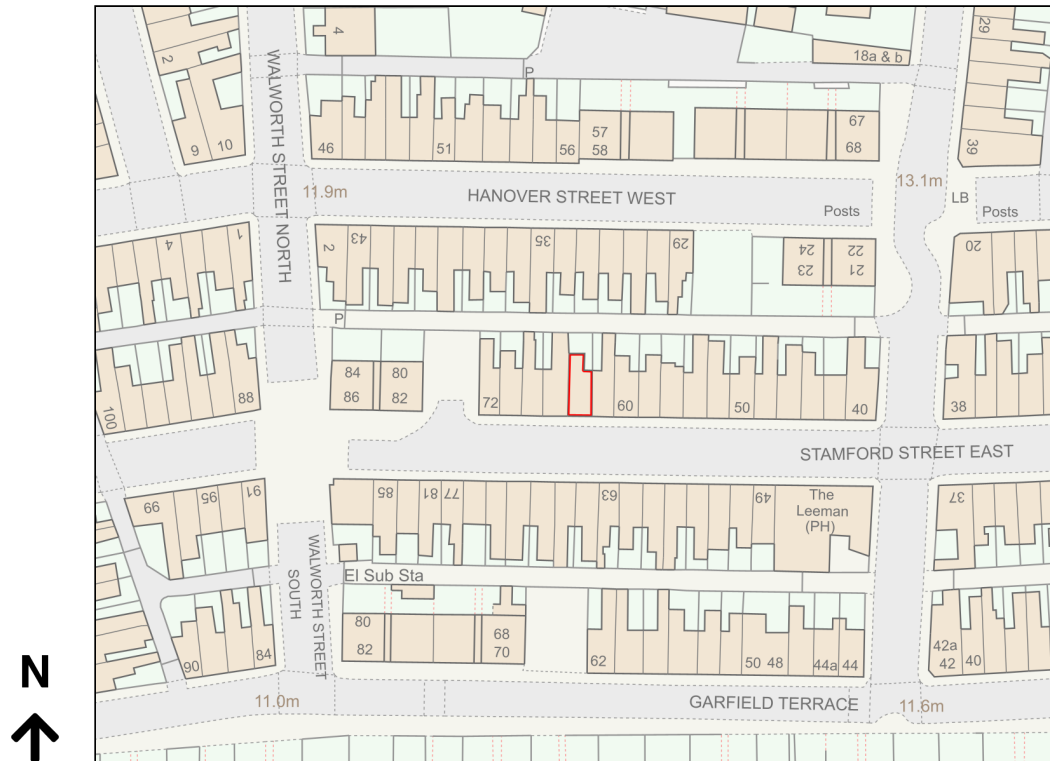 4
29
2
18a & b
P
WALWORTH STREET NORTH
67
57
9
10
46
51
56
58
68
39
13.1m
11.9m
HANOVER STREET WEST
LB
Posts
Posts
4
1
2
43
35
29
24
22
20
23
21
P
84
80
86
82
88
100
72
60
50
40
38
STAMFORD STREET EAST
91
95
99
85
81
77
63
49
The
Leeman
(PH)
37
WALWORTH STREET
SOUTH
El Sub Sta
80
82
68
70
62
50
48
44a
44
42a
42
40
90
84
N
11.0m
GARFIELD TERRACE
11.6m